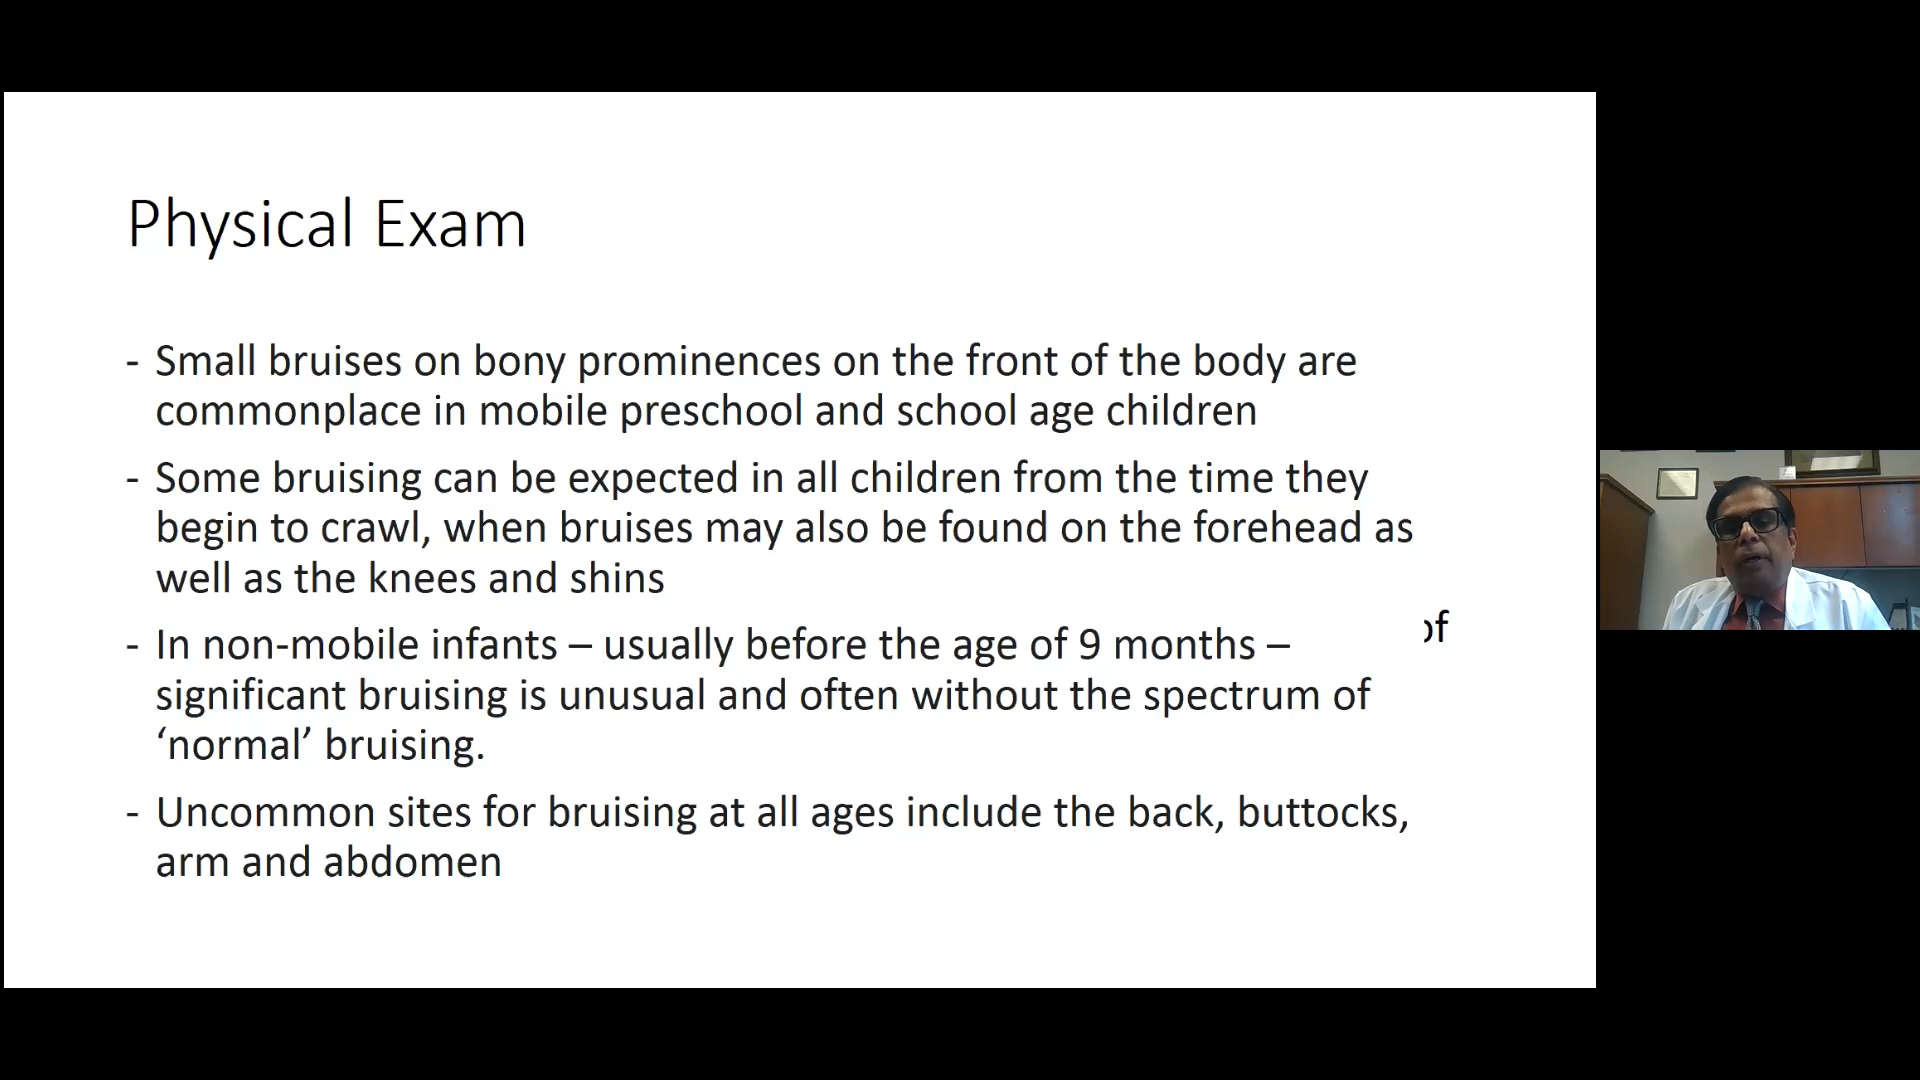 Physical Exam
- Small bruises on bony prominences on the front of the body are
commonplace in mobile preschool and school age children
- Some bruising can be expected in all children from the time they
begin to crawl, when bruises may also be found on the forehead as
well as the knees and shins
of
- In non-mobile infants – usually before the age of 9 months –
significant bruising is unusual and often without the spectrum of
‘normal’ bruising.
- Uncommon sites for bruising at all ages include the back, buttocks,
arm and abdomen